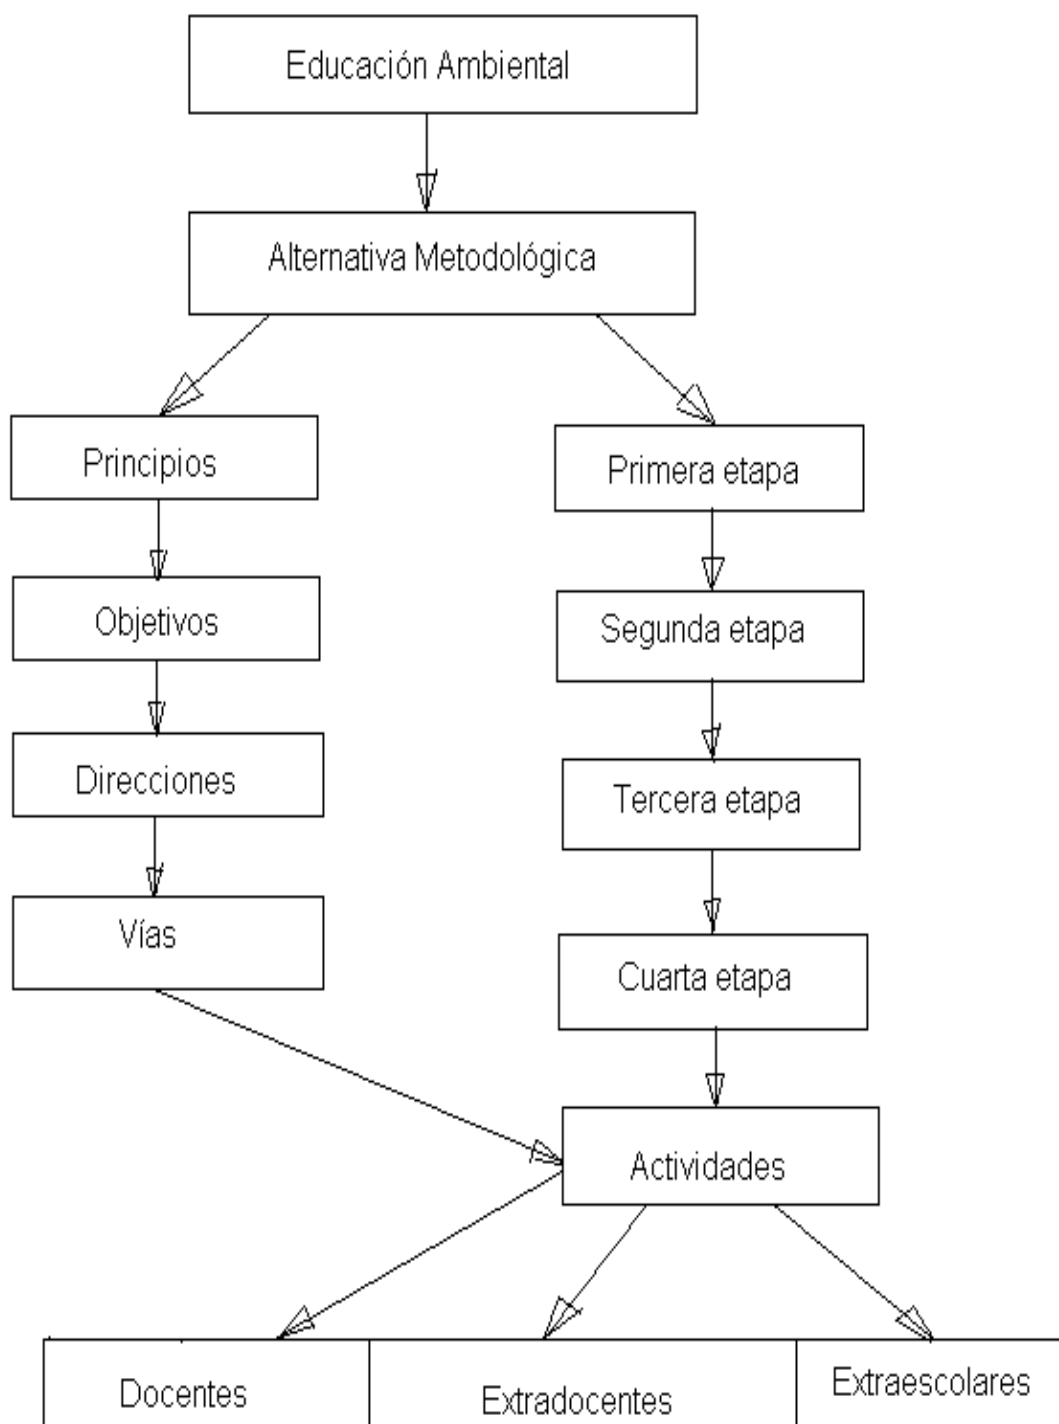 Educación Ambiental
Alternativa Metodológica
Principios
Primera etapa
Objetivos
Segunda etapa
Direcciones
Tercera etapa
Vías
Cuarta etapa
Actividades
Docentes
Extradocentes
Extraescolares